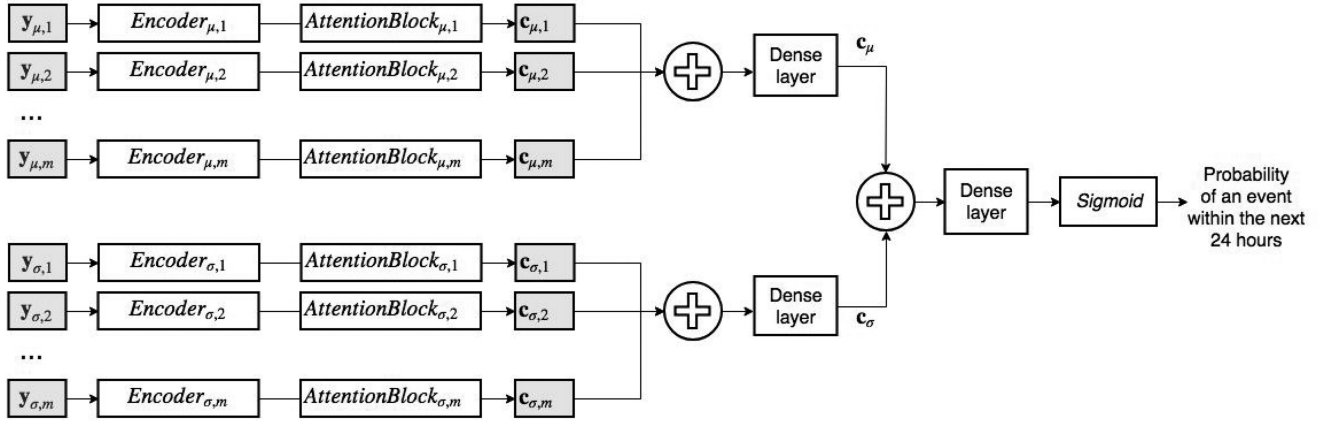 y_μ,1 Encoder_μ,1 AttentionBlock_μ,1 c_μ,1
y_μ,2 Encoder_μ,2 AttentionBlock_μ,2 c_μ,2
...
y_μ,m Encoder_μ,m AttentionBlock_μ,m c_μ,m
Dense
layer
c_μ
y_σ,1 Encoder_σ,1 AttentionBlock_σ,1 c_σ,1
y_σ,2 Encoder_σ,2 AttentionBlock_σ,2 c_σ,2
...
y_σ,m Encoder_σ,m AttentionBlock_σ,m c_σ,m
Dense
layer
c_σ
Dense
layer
Sigmoid
Probability
of an event
within the next
24 hours